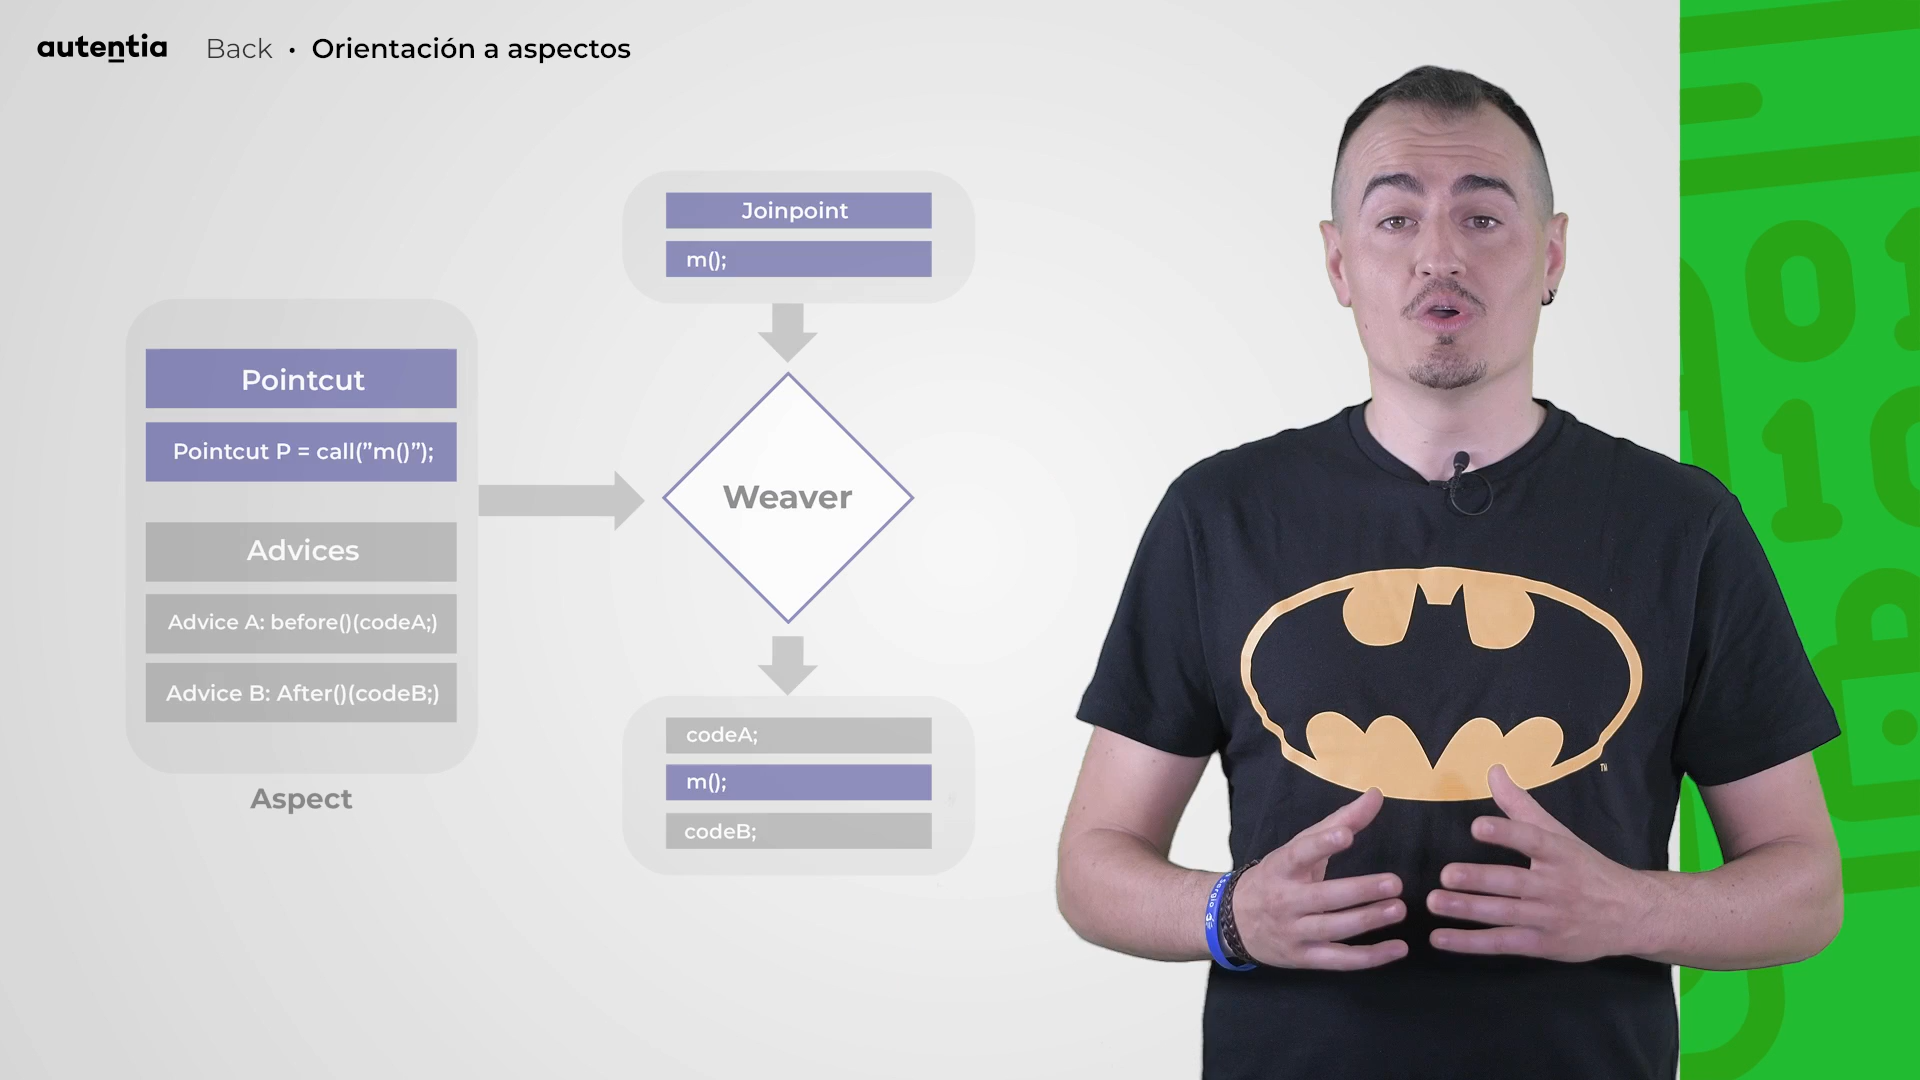 autentia Back • Orientación a aspectos
Joinpoint
m();
Pointcut
Pointcut P = call(”m()”);
Advices
Advice A: before()(codeA;)
Advice B: After()(codeB;)
Aspect
Weaver
codeA;
m();
codeB;
TM